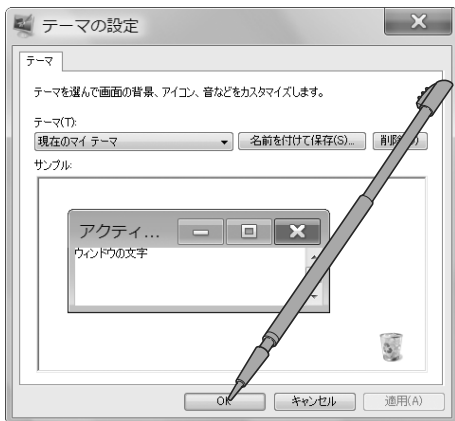 テーマの設定
テーマ
テーマを選んで画面の背景、アイコン、音などをカスタマイズします。
テーマ(T):
現在のマイ テーマ
名前を付けて保存(S)...
削除(D)
サンプル:
アクティ...
ウィンドウの文字
OK
キャンセル
適用(A)